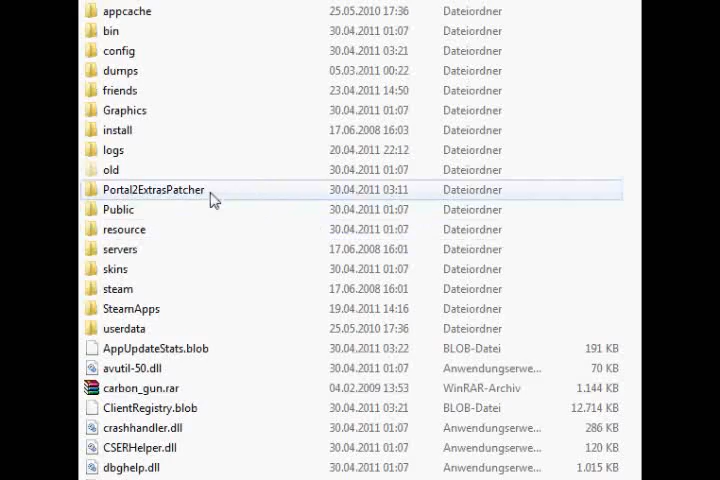 appcache 25.05.2010 17:36 Dateiordner
bin 30.04.2011 01:07 Dateiordner
config 30.04.2011 03:21 Dateiordner
dumps 05.03.2011 00:22 Dateiordner
friends 23.04.2011 14:50 Dateiordner
Graphics 30.04.2011 01:07 Dateiordner
install 17.06.2008 16:03 Dateiordner
logs 20.04.2011 22:12 Dateiordner
old 30.04.2011 01:07 Dateiordner
Portal2ExtrasPatcher 30.04.2011 03:11 Dateiordner
Public 30.04.2011 01:07 Dateiordner
resource 30.04.2011 01:07 Dateiordner
servers 17.06.2008 16:01 Dateiordner
skins 30.04.2011 01:07 Dateiordner
steam 17.06.2008 16:01 Dateiordner
SteamApps 19.04.2011 14:16 Dateiordner
userdata 25.05.2010 17:36 Dateiordner
AppUpdateStats.blob 30.04.2011 03:22 BLOB-Datei 191 KB
avutil-50.dll 30.04.2011 01:07 Anwendungserwe... 70 KB
carbon_gun.rar 04.02.2009 13:53 WinRAR-Archiv 1.144 KB
ClientRegistry.blob 30.04.2011 03:21 BLOB-Datei 12.714 KB
crashhandler.dll 30.04.2011 01:07 Anwendungserwe... 286 KB
CSERHelper.dll 30.04.2011 01:07 Anwendungserwe... 120 KB
dbghelp.dll 30.04.2011 01:07 Anwendungserwe... 1.015 KB